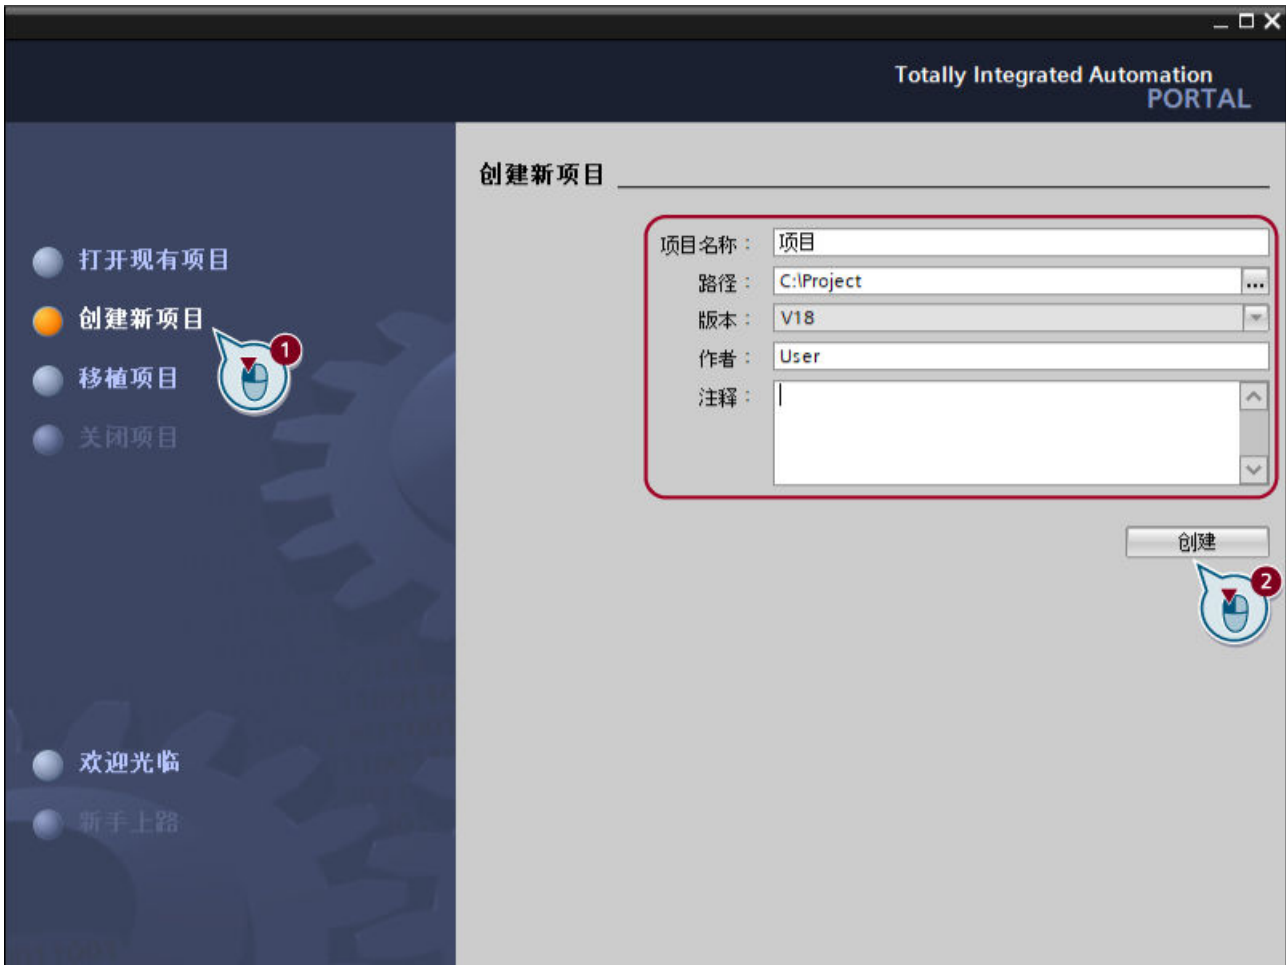 Totally Integrated Automation
PORTAL
打开现有项目
创建新项目
1
移植项目
关闭项目
欢迎光临
新手上路
创建新项目
项目名称： 项目
路径： C:\Project ...
版本： V18
作者： User
注释：
创建
2